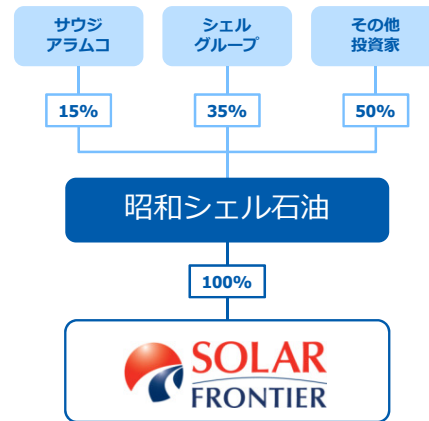 サウジ
アラムコ
シェル
グループ
その他
投資家
15%
35%
50%
昭和シェル石油
100%
SOLAR
FRONTIER